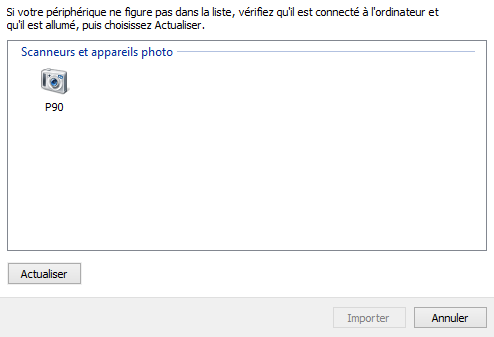 Si votre périphérique ne figure pas dans la liste, vérifiez qu'il est connecté à l'ordinateur et
qu'il est allumé, puis choisissez Actualiser.
Scanneurs et appareils photo
P90
Actualiser
Importer
Annuler